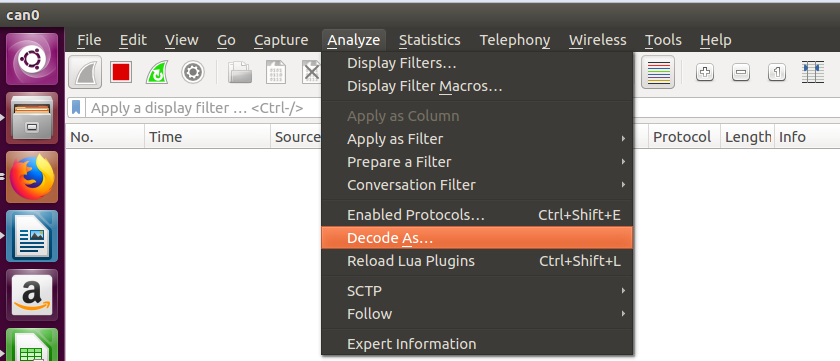 can0
File Edit View Go Capture Analyze Statistics Telephony Wireless Tools Help
Display Filters...
Display Filter Macros...
Apply a display filter ... <Ctrl-/>
Apply as Column
No. Time Source Protocol Length Info
Apply as Filter
Prepare a Filter
Conversation Filter
Enabled Protocols... Ctrl+Shift+E
Decode As...
Reload Lua Plugins Ctrl+Shift+L
SCTP
Follow
Expert Information